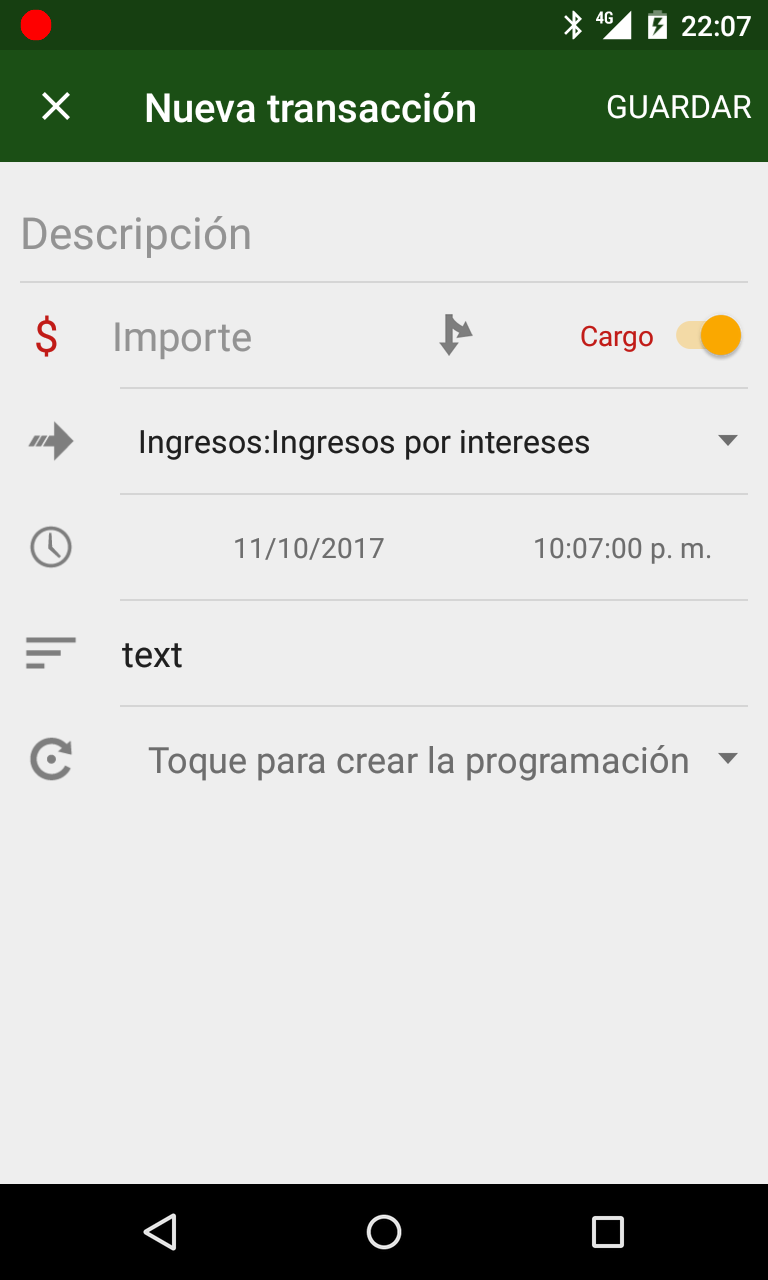 4G 22:07
Nueva transacción GUARDAR
Descripción
$ Importe Cargo
Ingresos:Ingresos por intereses
11/10/2017 10:07:00 p. m.
text
Toque para crear la programación